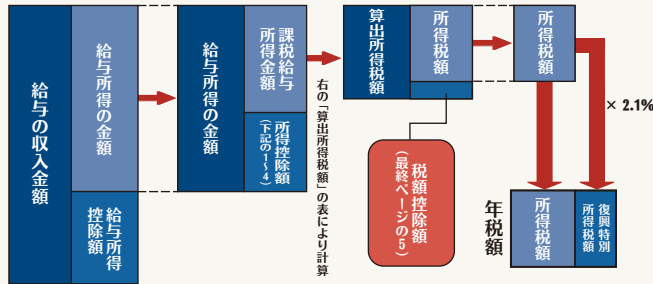 給与の収入金額
給与所得の金額
給与所得
控除額
給与所得の金額
課税給与
所得金額
所得控除額
(下記の1〜4)
右の「算出所得税額」の表により計算
算出所得税額
所得税額
税額控除額
(最終ページの5)
所得税額
× 2.1%
年税額
所得税額
復興特別
所得税額